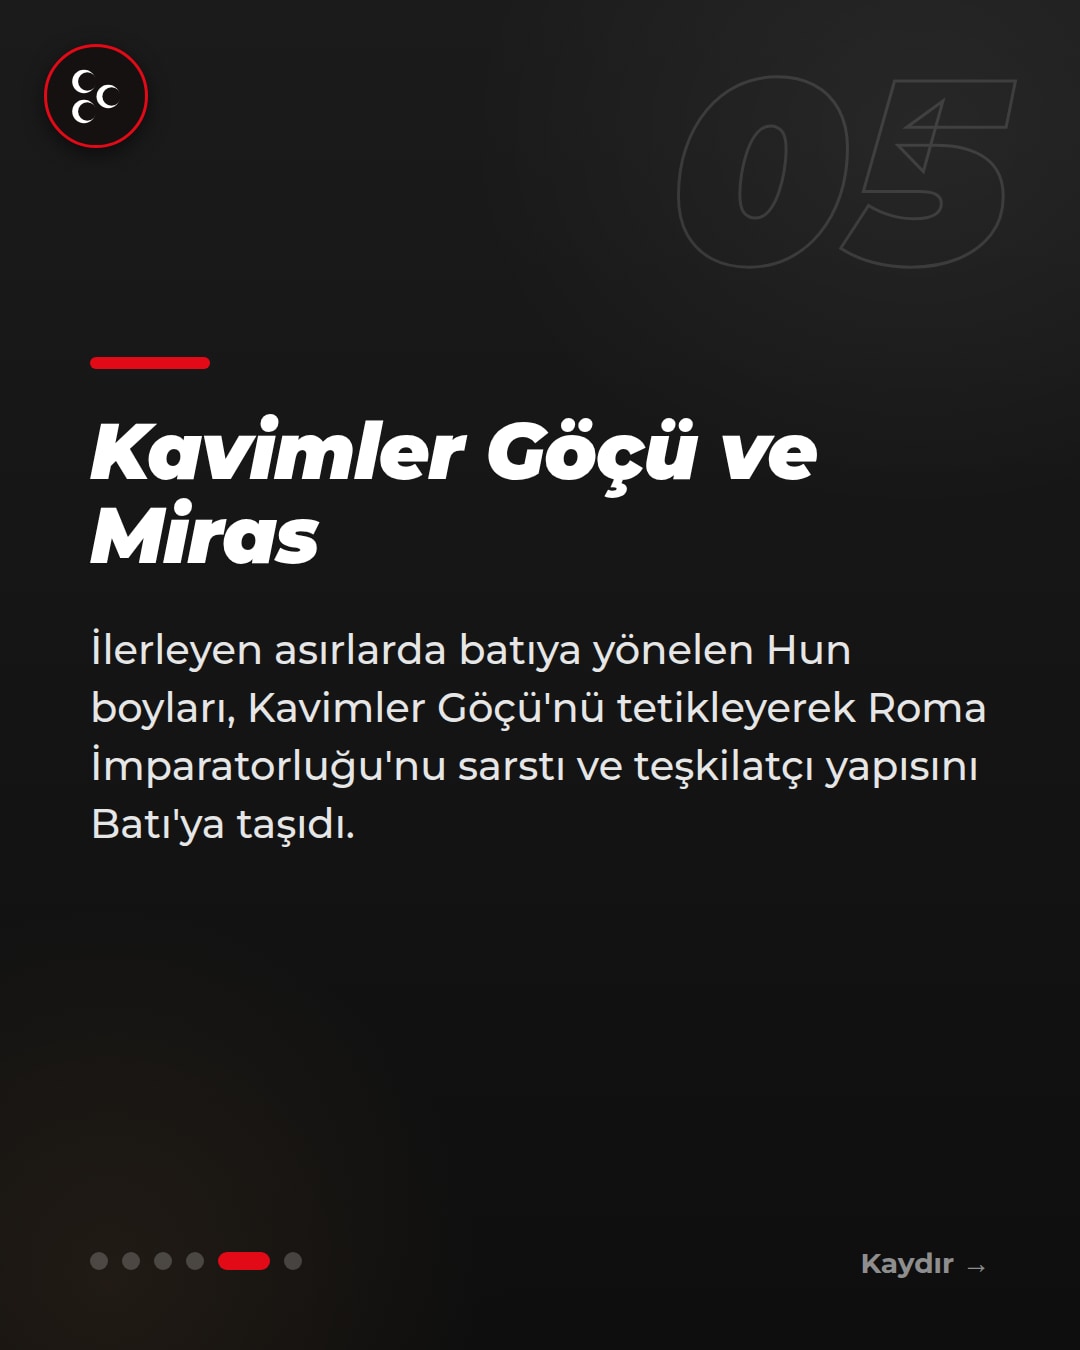 05
Kavimler Göçü ve
Miras
İlerleyen asırlarda batıya yönelen Hun
boyları, Kavimler Göçü'nü tetikleyerek Roma
İmparatorluğu'nu sarstı ve teşkilatçı yapısını
Batı'ya taşıdı.
Kaydır →